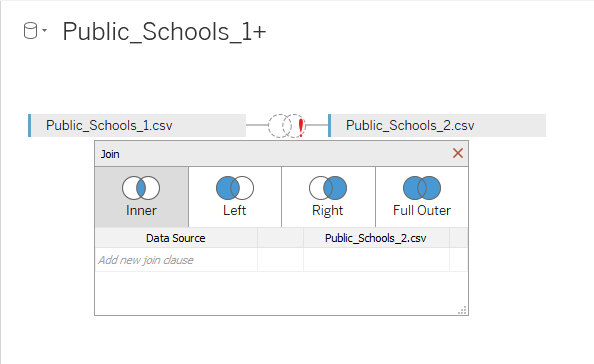 Public_Schools_1+
Public_Schools_1.csv
Public_Schools_2.csv
Join
Inner
Left
Right
Full Outer
Data Source
Public_Schools_2.csv
Add new join clause